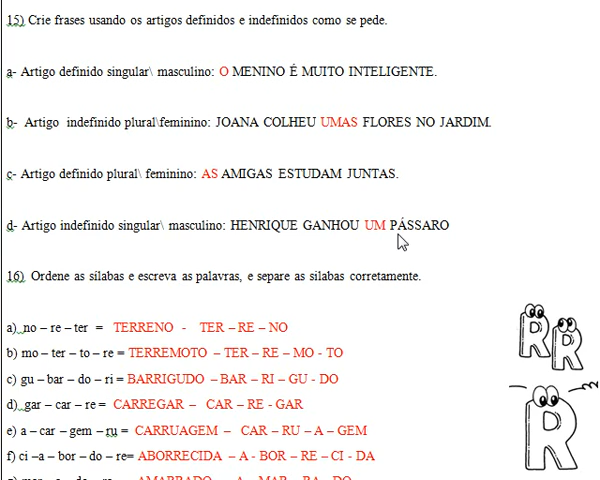 15) Crie frases usando os artigos definidos e indefinidos como se pede.
a- Artigo definido singular\ masculino: O MENINO É MUITO INTELIGENTE.
b- Artigo indefinido plural\feminino: JOANA COLHEU UMAS FLORES NO JARDIM.
c- Artigo definido plural\ feminino: AS AMIGAS ESTUDAM JUNTAS.
d- Artigo indefinido singular\ masculino: HENRIQUE GANHOU UM PÁSSARO
16) Ordene as sílabas e escreva as palavras, e separe as sílabas corretamente.
a) no – re – ter = TERRENO - TER – RE – NO
b) mo – ter – to – re = TERREMOTO – TER – RE – MO - TO
c) gu – bar – do – ri = BARRIGUDO – BAR – RI – GU - DO
d) gar – car – re = CARREGAR – CAR – RE - GAR
e) a – car – gem – ru = CARRUAGEM – CAR – RU – A – GEM
f) ci –a – bor – do – re= ABORRECIDA – A - BOR – RE – CI - DA
R R
R